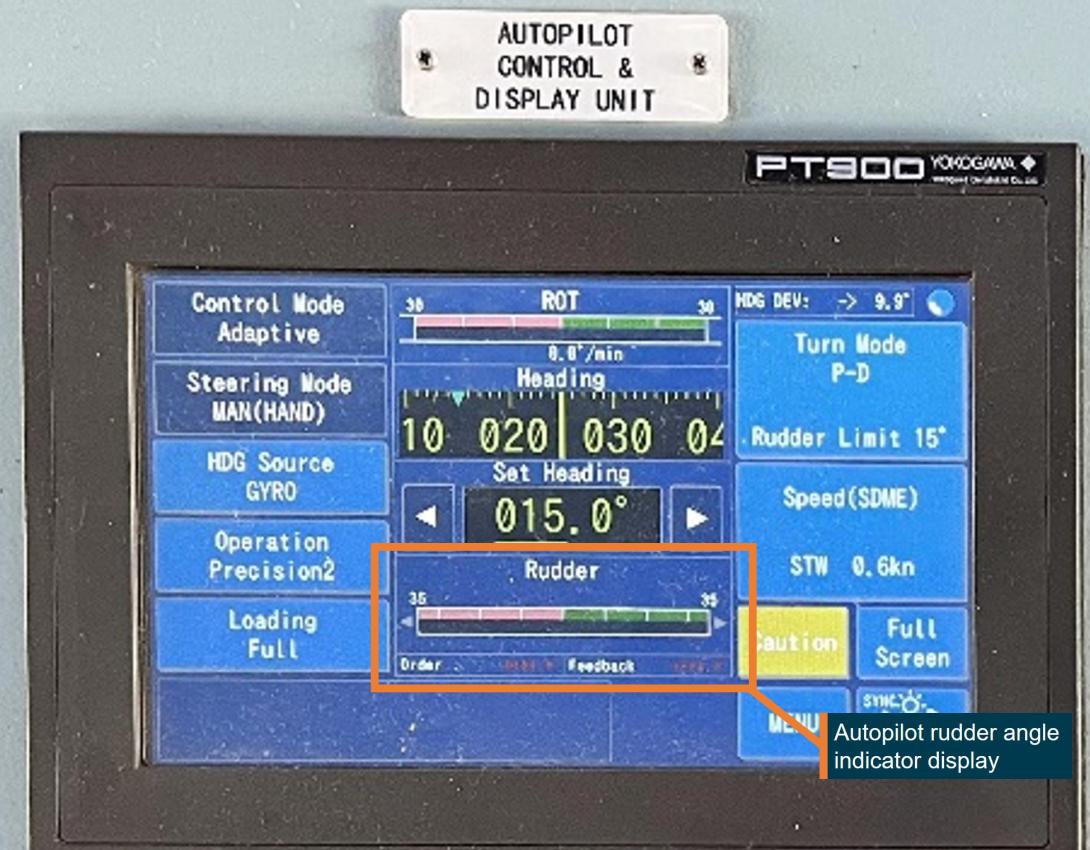 AUTOPILOT
CONTROL &
DISPLAY UNIT
PT900 YOKOGAWA
Control Mode
Adaptive
Steering Mode
MAN(HAND)
HDG Source
GYRO
Operation
Precision2
Loading
Full
30 ROT 30
0.0°/min
Heading
10 020 030 04
Set Heading
015.0°
Rudder
35 35
Order Feedback
HDG DEV: -> 9.9°
Turn Mode
P-D
Rudder Limit 15°
Speed(SDME)
STW 0.6kn
Caution
Full
Screen
MENU
SYNC
Autopilot rudder angle
indicator display